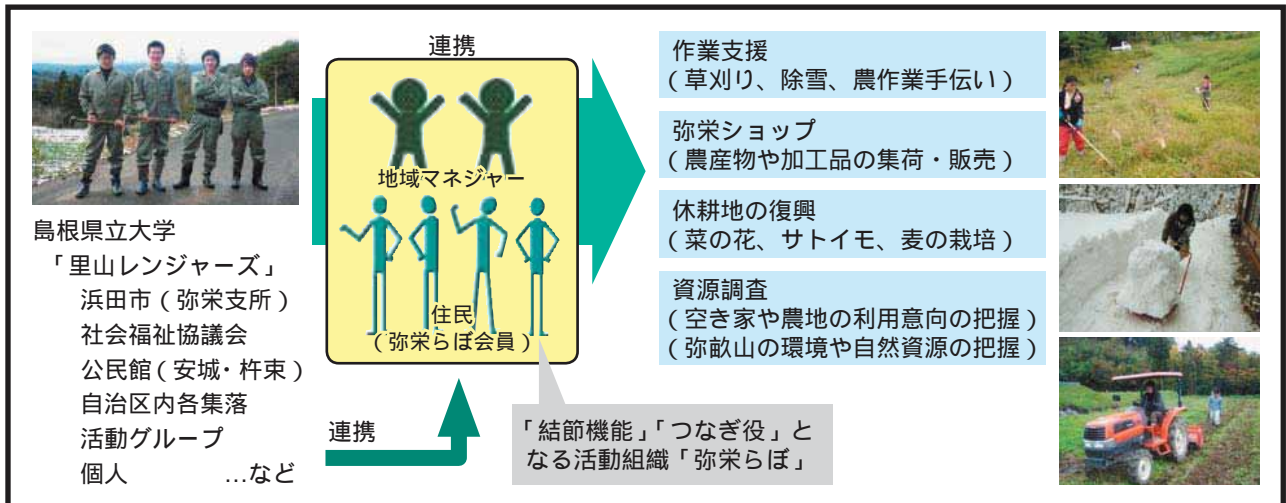 連携
地域マネジャー
住民
（弥栄らぼ会員）
島根県立大学
「里山レンジャーズ」
浜田市（弥栄支所）
社会福祉協議会
公民館（安城・杵束）
自治区内各集落
活動グループ
個人　　　…など
連携
「結節機能」「つなぎ役」と
なる活動組織「弥栄らぼ」
作業支援
（草刈り、除雪、農作業手伝い）
弥栄ショップ
（農産物や加工品の集荷・販売）
休耕地の復興
（菜の花、サトイモ、麦の栽培）
資源調査
（空き家や農地の利用意向の把握）
（弥畝山の環境や自然資源の把握）